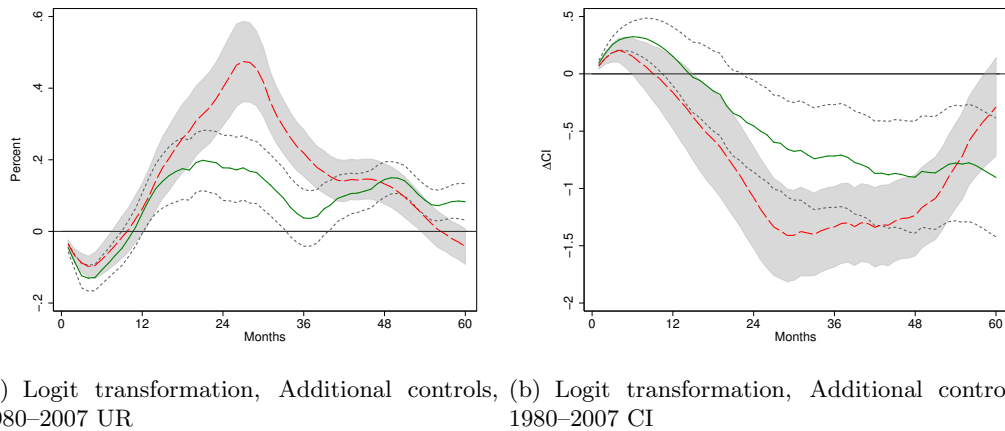 .6
.4
.2
0
-.2
Percent
0 12 24 36 48 60
Months
.5
0
-.5
-1
-1.5
-2
ΔCI
0 12 24 36 48 60
Months
) Logit transformation, Additional controls,
980–2007 UR
(b) Logit transformation, Additional contro
1980–2007 CI